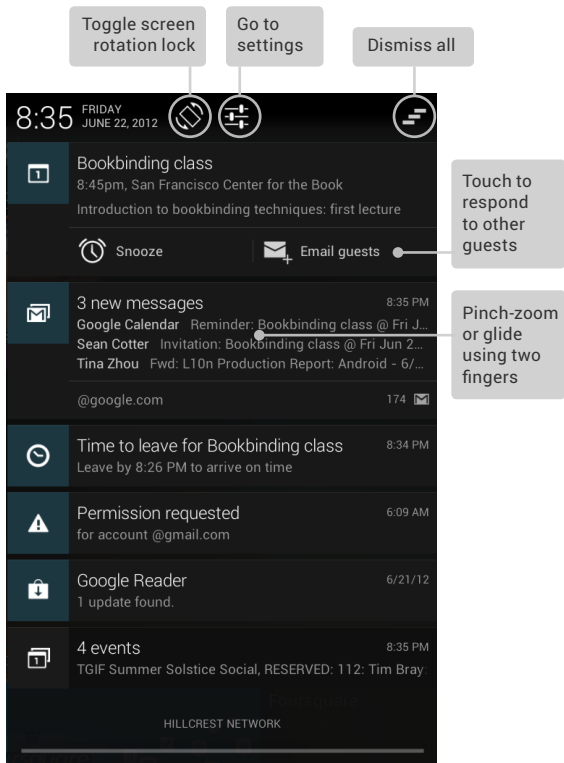 Toggle screen
rotation lock
Go to
settings
Dismiss all
8:35
FRIDAY
JUNE 22, 2012
1
Bookbinding class
8:45pm, San Francisco Center for the Book
Introduction to bookbinding techniques: first lecture
Snooze
Email guests
Touch to
respond
to other
guests
3 new messages 8:35 PM
Google Calendar Reminder: Bookbinding class @ Fri J...
Sean Cotter Invitation: Bookbinding class @ Fri Jun 2...
Tina Zhou Fwd: L10n Production Report: Android - 6/...
@google.com 174
Pinch-zoom
or glide
using two
fingers
Time to leave for Bookbinding class 8:34 PM
Leave by 8:26 PM to arrive on time
Permission requested 6:09 AM
for account @gmail.com
Google Reader 6/21/12
1 update found.
1
4 events 8:35 PM
TGIF Summer Solstice Social, RESERVED: 112: Tim Bray:
Foursquare
HILLCREST NETWORK